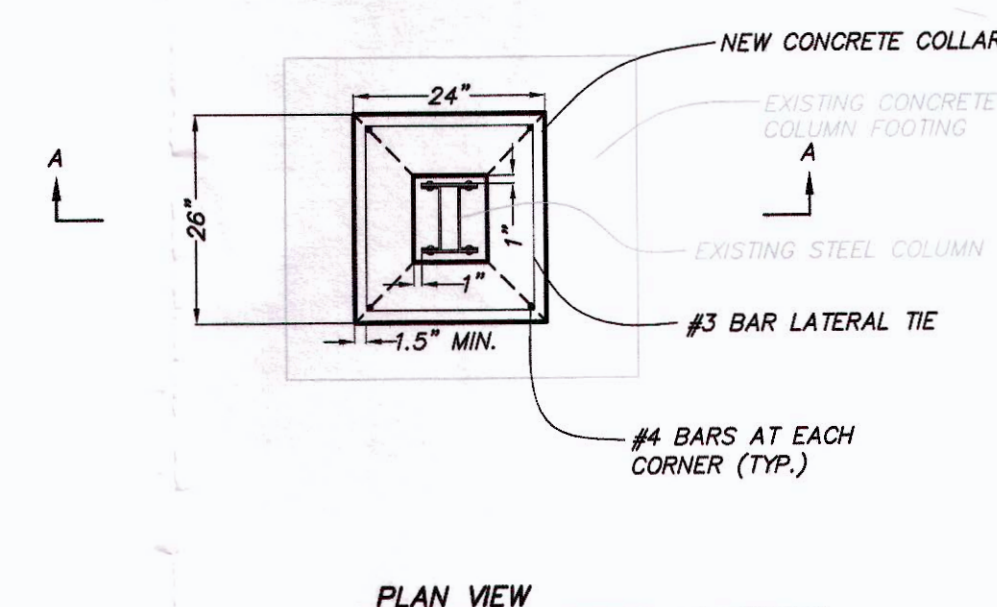 NEW CONCRETE COLLAR
24"
EXISTING CONCRETE
COLUMN FOOTING
A
A
26"
1"
EXISTING STEEL COLUMN
1"
#3 BAR LATERAL TIE
1.5" MIN.
#4 BARS AT EACH
CORNER (TYP.)
PLAN VIEW